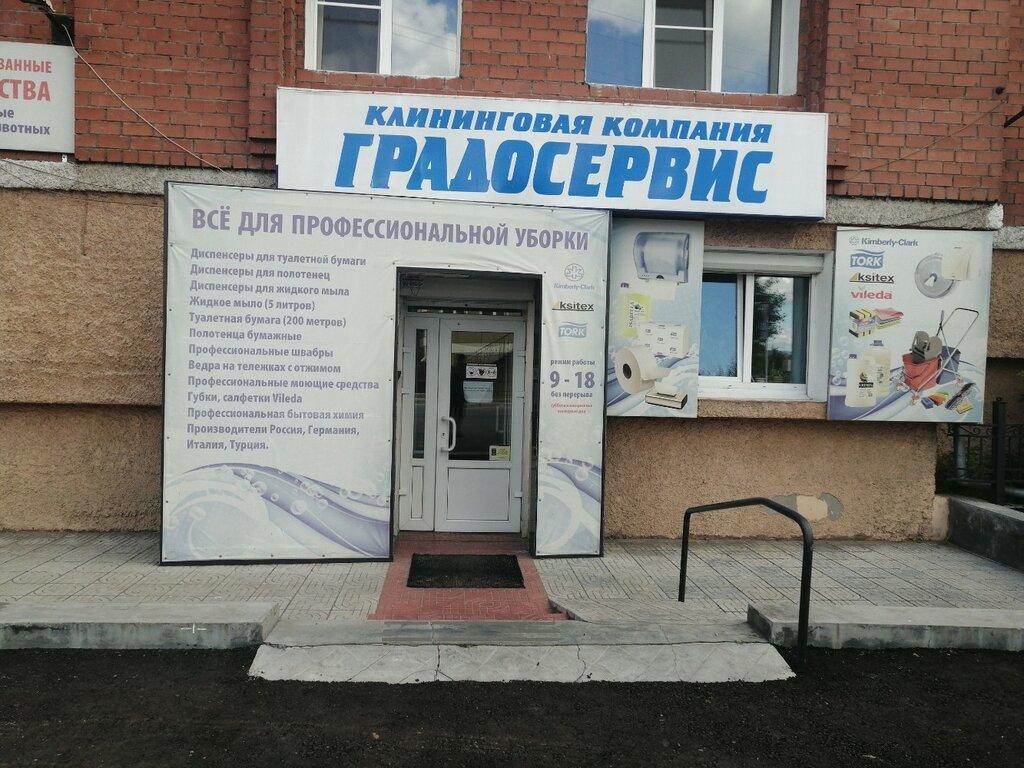 ВАННЫЕ
СТВА
ые
ивотных
КЛИНИНГОВАЯ КОМПАНИЯ
ГРАДОСЕРВИС
ВСЁ ДЛЯ ПРОФЕССИОНАЛЬНОЙ УБОРКИ
Диспенсеры для туалетной бумаги
Диспенсеры для полотенец
Диспенсеры для жидкого мыла
Жидкое мыло (5 литров)
Туалетная бумага (200 метров)
Полотенца бумажные
Профессиональные швабры
Ведра на тележках с отжимом
Профессиональные моющие средства
Губки, салфетки Vileda
Профессиональная бытовая химия
Производители Россия, Германия,
Италия, Турция.
Kimberly-Clark
ksitex
TORK
режим работы
9 - 18
без перерыва
Kimberly-Clark
TORK
ksitex
vileda